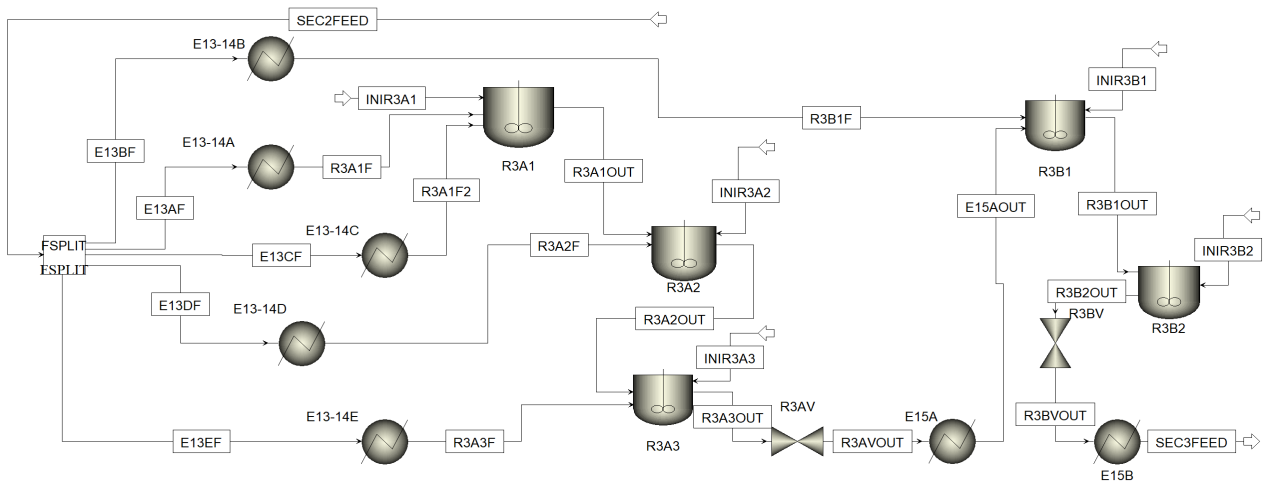 SEC2FEED
E13-14B
INIR3B1
INIR3A1
R3B1F
E13BF
E13-14A
R3A1F
R3A1
R3A1OUT
R3B1
R3A1F2
INIR3A2
E13AF
E15AOUT
R3B1OUT
E13-14C
FSPLIT
FSPLIT
E13CF
R3A2F
INIR3B2
R3A2
R3B2OUT
E13DF
E13-14D
R3A2OUT
R3BV
R3B2
INIR3A3
E13-14E
R3A3OUT
R3AV
E15A
R3BVOUT
E13EF
R3A3F
R3A3
R3AVOUT
SEC3FEED
E15B